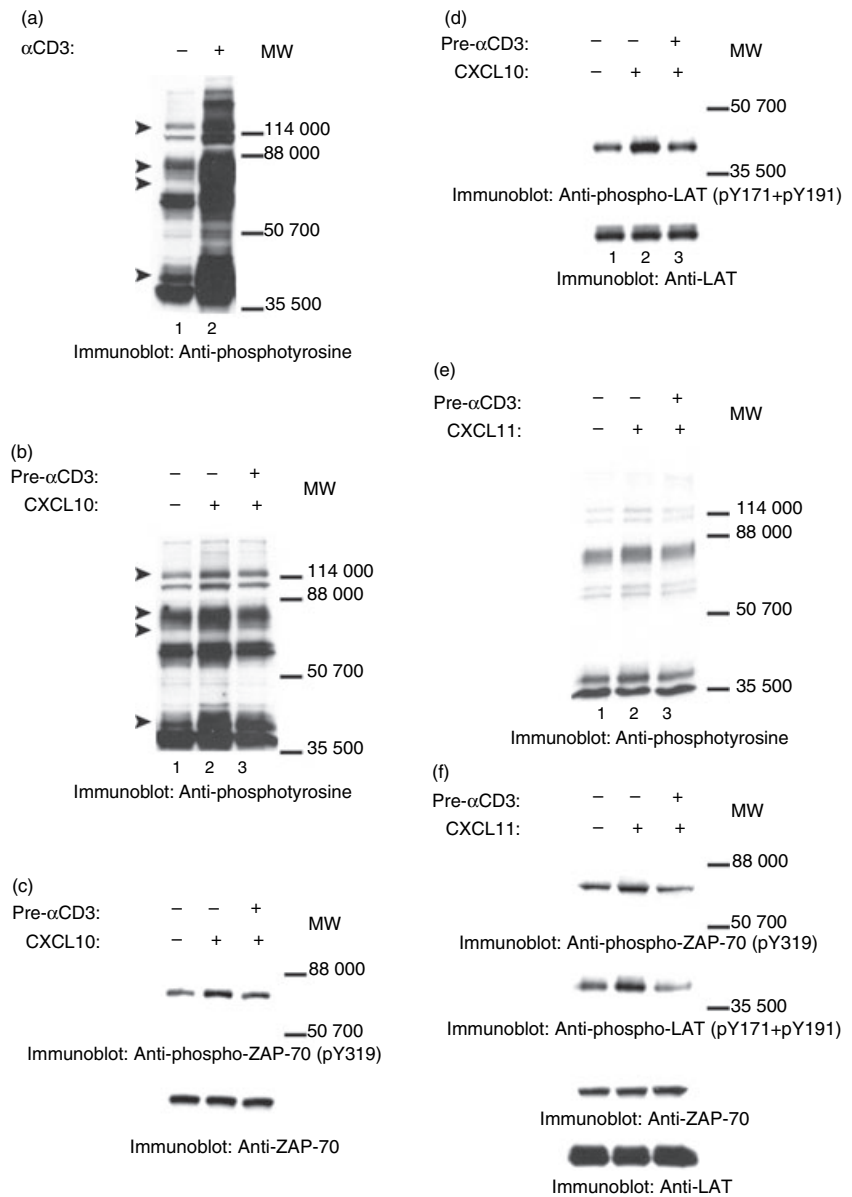 (a)
αCD3: – + MW
114 000
88 000
50 700
35 500
1 2
Immunoblot: Anti-phosphotyrosine
(b)
Pre-αCD3: – – +
MW
CXCL10: – + +
114 000
88 000
50 700
35 500
1 2 3
Immunoblot: Anti-phosphotyrosine
(c)
Pre-αCD3: – – +
MW
CXCL10: – + +
88 000
50 700
Immunoblot: Anti-phospho-ZAP-70 (pY319)
Immunoblot: Anti-ZAP-70
(d)
Pre-αCD3: – – +
MW
CXCL10: – + +
50 700
35 500
Immunoblot: Anti-phospho-LAT (pY171+pY191)
1 2 3
Immunoblot: Anti-LAT
(e)
Pre-αCD3: – – +
MW
CXCL11: – + +
114 000
88 000
50 700
35 500
1 2 3
Immunoblot: Anti-phosphotyrosine
(f)
Pre-αCD3: – – +
MW
CXCL11: – + +
88 000
50 700
Immunoblot: Anti-phospho-ZAP-70 (pY319)
35 500
Immunoblot: Anti-phospho-LAT (pY171+pY191)
Immunoblot: Anti-ZAP-70
Immunoblot: Anti-LAT